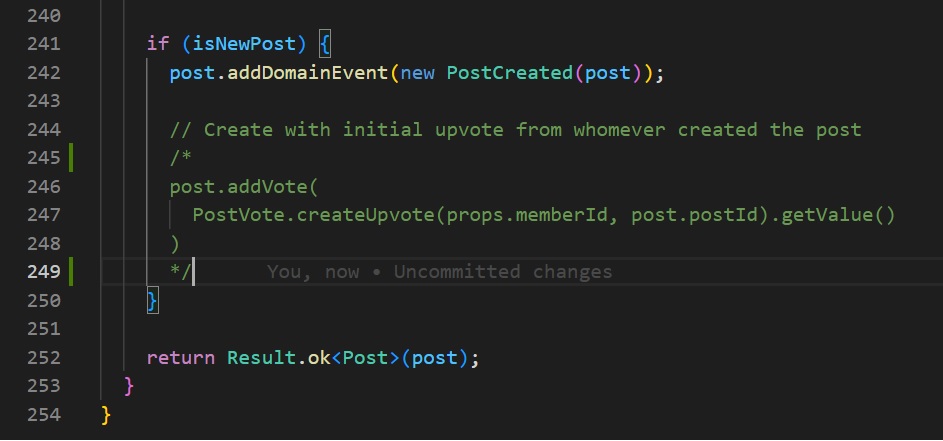 240
241 if (isNewPost) {
242 post.addDomainEvent(new PostCreated(post));
243
244 // Create with initial upvote from whomever created the post
245 /*
246 post.addVote(
247 PostVote.createUpvote(props.memberId, post.postId).getValue()
248 )
249 */ You, now • Uncommitted changes
250 }
251
252 return Result.ok<Post>(post);
253 }
254 }